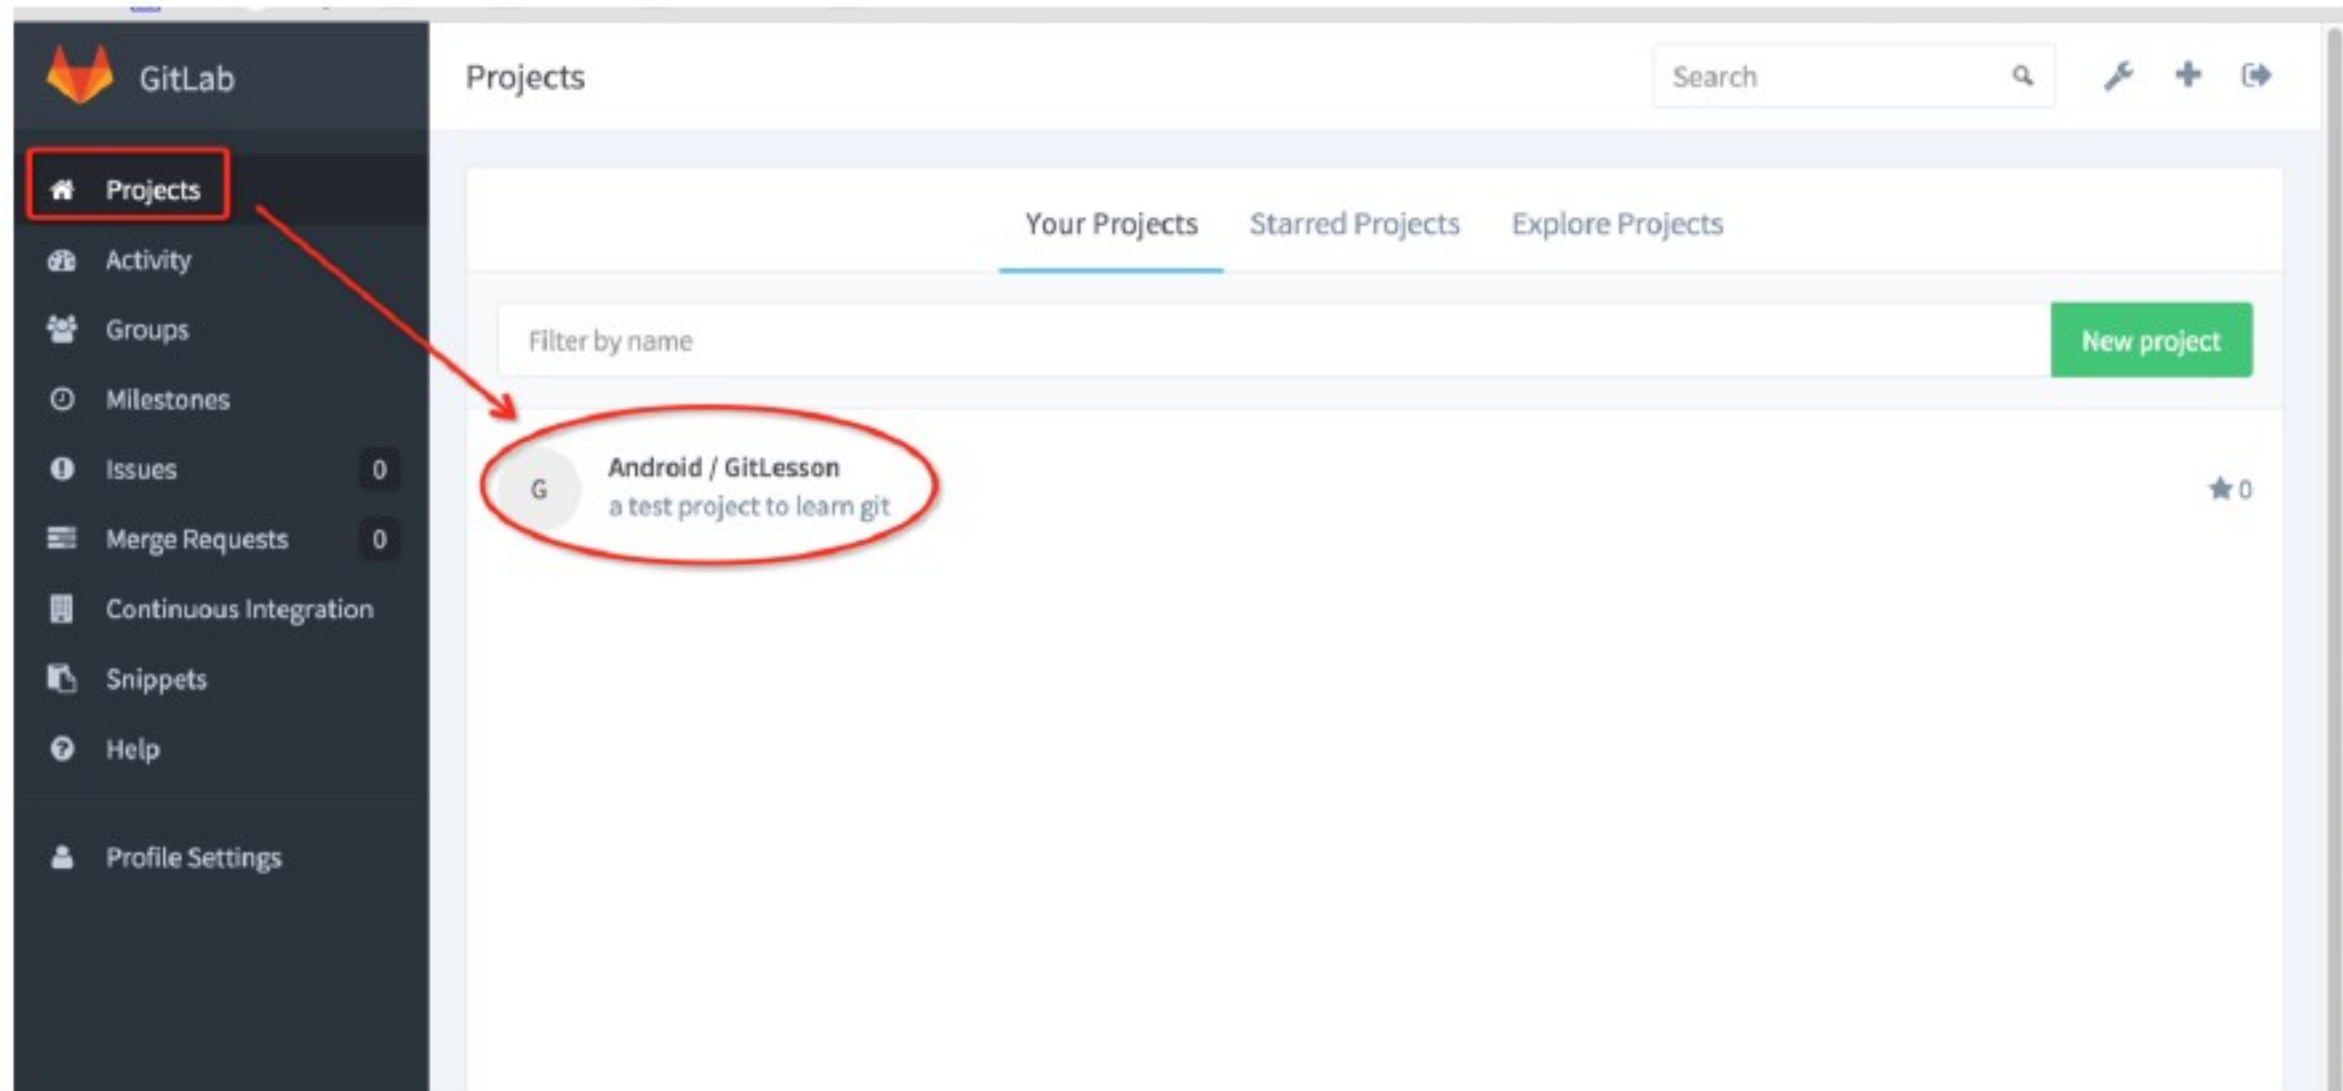 GitLab
Projects
Search
Projects
Activity
Groups
Milestones
Issues 0
Merge Requests 0
Continuous Integration
Snippets
Help
Profile Settings
Your Projects Starred Projects Explore Projects
Filter by name
New project
G
Android / GitLesson
a test project to learn git
0